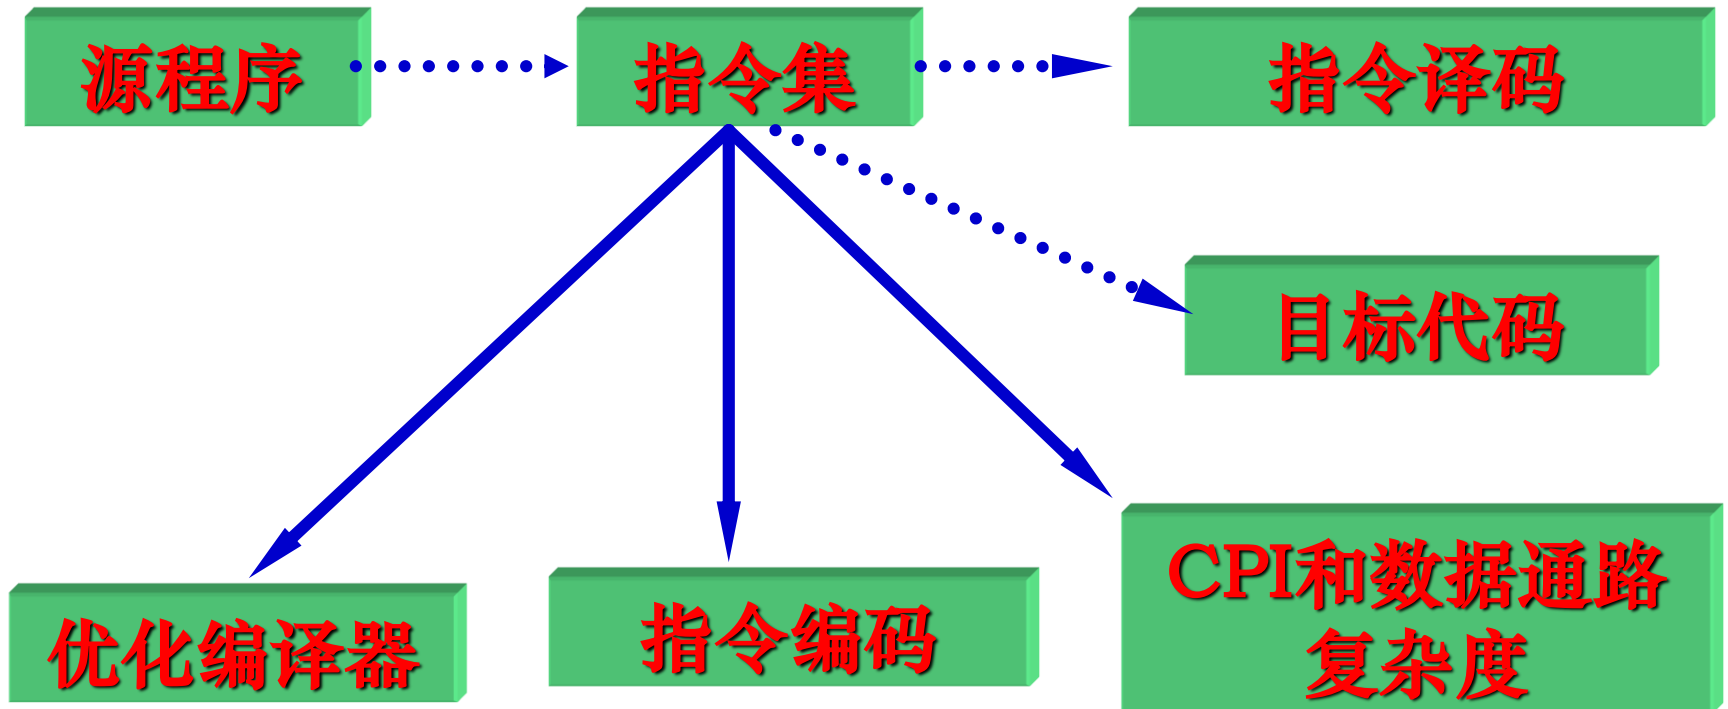 源程序
指令集
指令译码
目标代码
优化编译器
指令编码
CPI和数据通路
复杂度